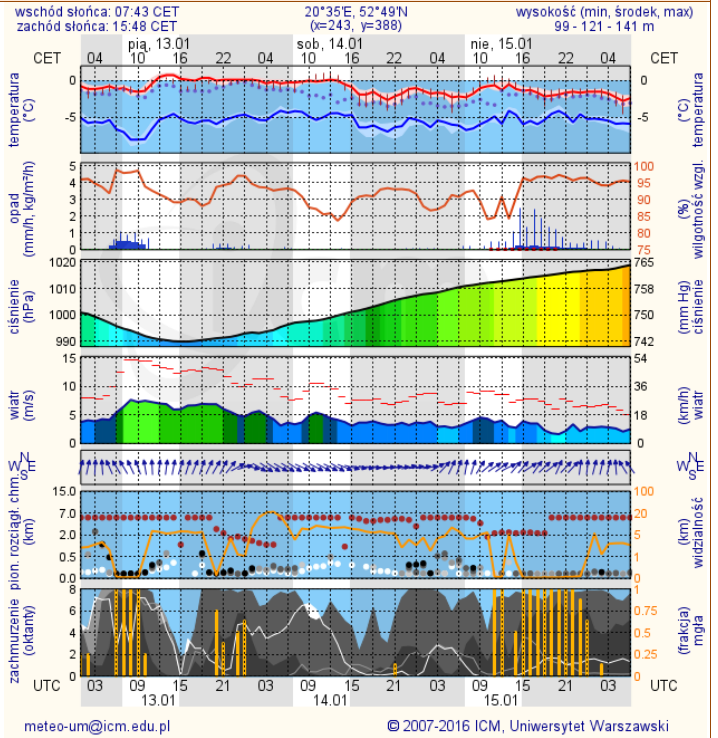 wschód słońca: 07:43 CET
zachód słońca: 15:48 CET
20°35'E, 52°49'N
(x=243, y=388)
wysokość (min, środek, max)
99 - 121 - 141 m
pią, 13.01
sob, 14.01
nie, 15.01
CET 04 10 16 22 04 10 16 22 04 10 16 22 04 CET
temperatura
(°C)
0
-5
0
-5
(°C)
temperatura
opad
(mm/h, kg/m²/h)
5
4
3
2
1
0
100
95
90
85
80
75
(%)
wilgotność wzgl.
ciśnienie
(hPa)
1020
1010
1000
990
765
758
750
742
(mm Hg)
ciśnienie
wiatr
(m/s)
15
10
5
0
54
36
18
0
(km/h)
wiatr
N
W E
S
N
W E
S
pion. rozciągł. chm.
(km)
15.0
7.0
2.0
0.5
0.0
100
20
5
1
0
(km)
widzialność
zachmurzenie
(oktanty)
8
6
4
2
0
1
0.75
0.5
0.25
0
(frakcja)
mgła
UTC 03 09 15 21 03 09 15 21 03 09 15 21 03 UTC
13.01
14.01
15.01
meteo-um@icm.edu.pl
© 2007-2016 ICM, Uniwersytet Warszawski